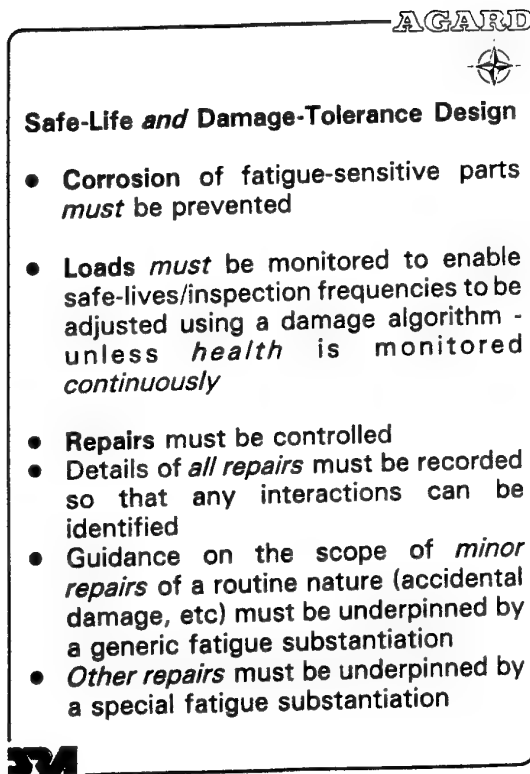 AGARD
Safe-Life and Damage-Tolerance Design
• Corrosion of fatigue-sensitive parts
must be prevented
• Loads must be monitored to enable
safe-lives/inspection frequencies to be
adjusted using a damage algorithm -
unless health is monitored
continuously
• Repairs must be controlled
• Details of all repairs must be recorded
so that any interactions can be
identified
• Guidance on the scope of minor
repairs of a routine nature (accidental
damage, etc) must be underpinned by
a generic fatigue substantiation
• Other repairs must be underpinned by
a special fatigue substantiation